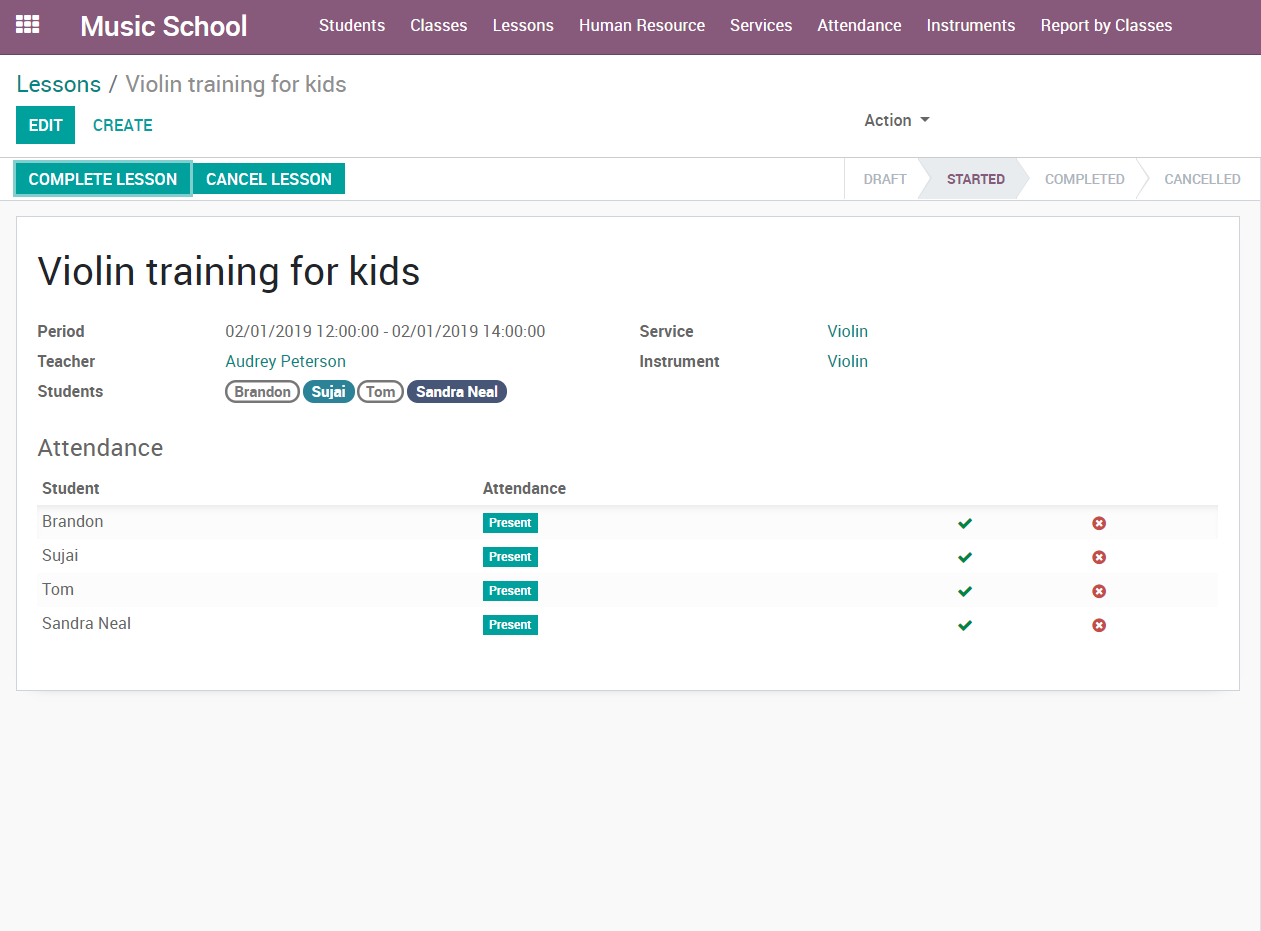 Music School Students Classes Lessons Human Resource Services Attendance Instruments Report by Classes
Lessons / Violin training for kids
EDIT CREATE Action
COMPLETE LESSON CANCEL LESSON DRAFT STARTED COMPLETED CANCELLED
Violin training for kids
Period 02/01/2019 12:00:00 - 02/01/2019 14:00:00 Service Violin
Teacher Audrey Peterson Instrument Violin
Students Brandon Sujai Tom Sandra Neal
Attendance
Student Attendance
Brandon Present
Sujai Present
Tom Present
Sandra Neal Present